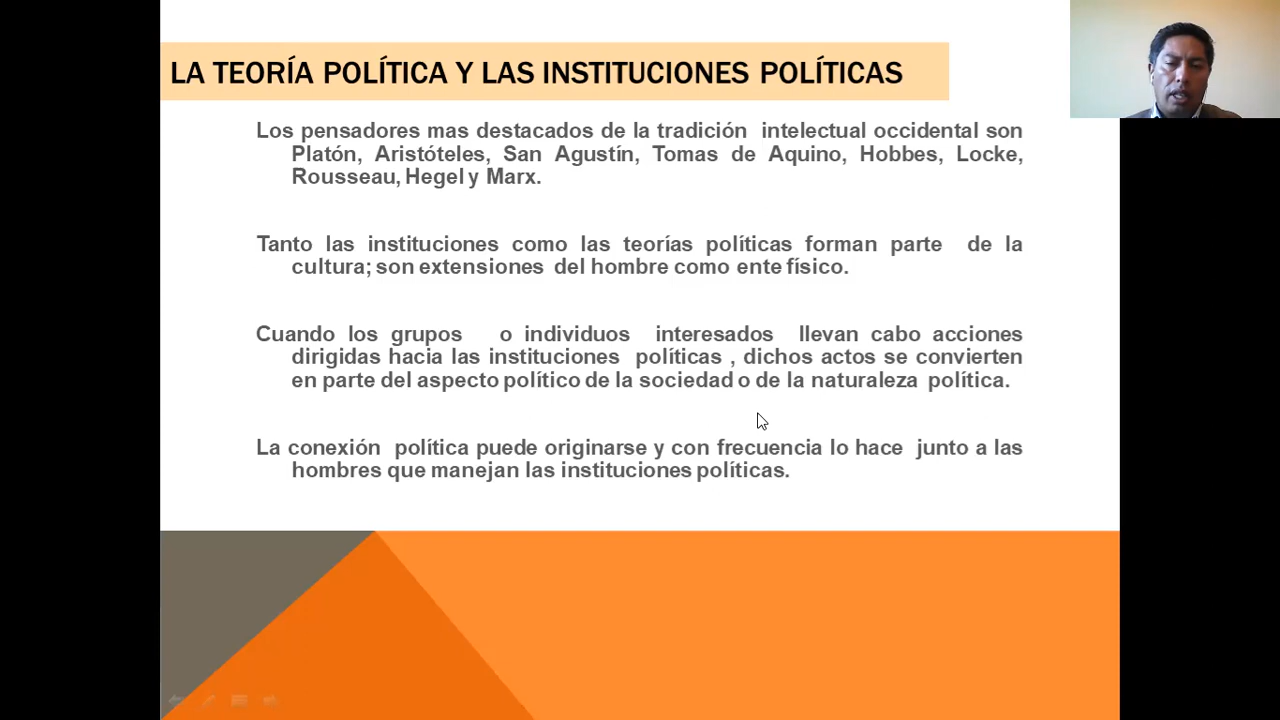 LA TEORÍA POLÍTICA Y LAS INSTITUCIONES POLÍTICAS
Los pensadores mas destacados de la tradición intelectual occidental son
Platón, Aristóteles, San Agustín, Tomas de Aquino, Hobbes, Locke,
Rousseau, Hegel y Marx.
Tanto las instituciones como las teorías políticas forman parte de la
cultura; son extensiones del hombre como ente físico.
Cuando los grupos o individuos interesados llevan cabo acciones
dirigidas hacia las instituciones políticas , dichos actos se convierten
en parte del aspecto político de la sociedad o de la naturaleza política.
La conexión política puede originarse y con frecuencia lo hace junto a las
hombres que manejan las instituciones políticas.